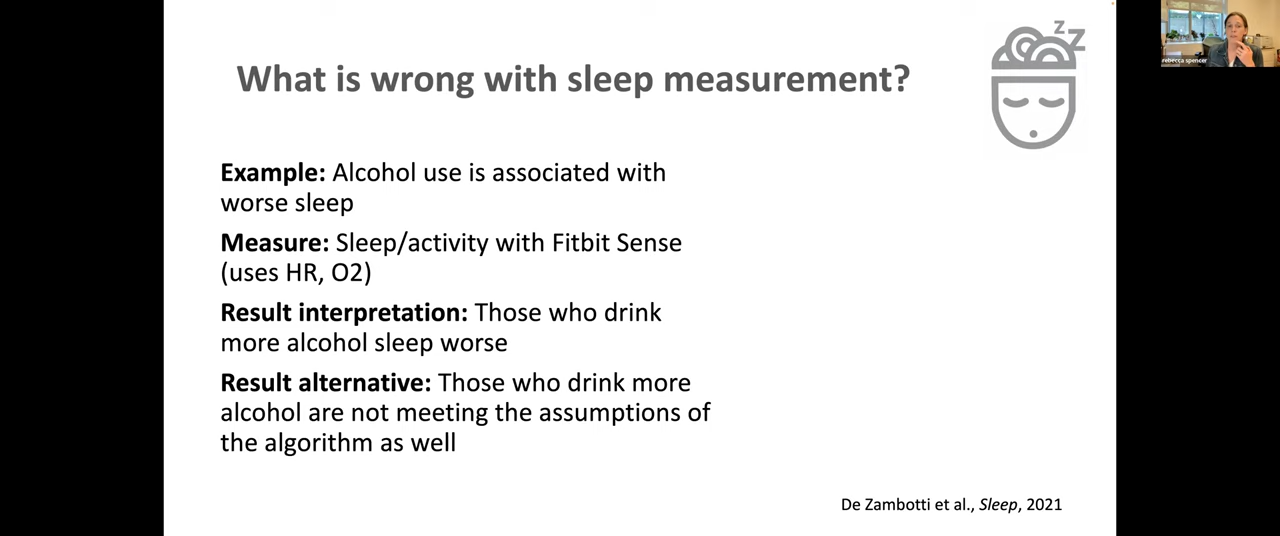 What is wrong with sleep measurement?
z
Z
rebecca spencer
Example: Alcohol use is associated with
worse sleep
Measure: Sleep/activity with Fitbit Sense
(uses HR, O2)
Result interpretation: Those who drink
more alcohol sleep worse
Result alternative: Those who drink more
alcohol are not meeting the assumptions of
the algorithm as well
De Zambotti et al., Sleep, 2021